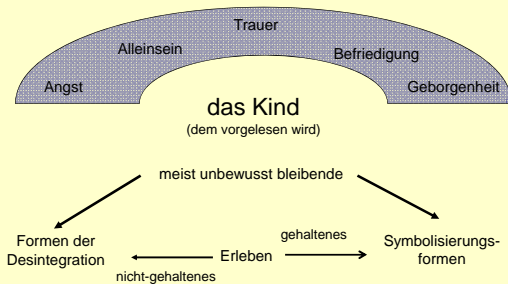 Trauer
Alleinsein
Befriedigung
Angst
Geborgenheit
das Kind
(dem vorgelesen wird)
meist unbewusst bleibende
Formen der
Desintegration
nicht-gehaltenes
Erleben
gehaltenes
Symbolisierungs-
formen